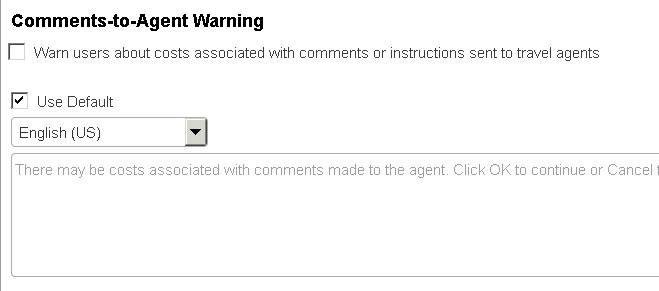 Comments-to-Agent Warning
Warn users about costs associated with comments or instructions sent to travel agents
Use Default
English (US)
There may be costs associated with comments made to the agent. Click OK to continue or Cancel